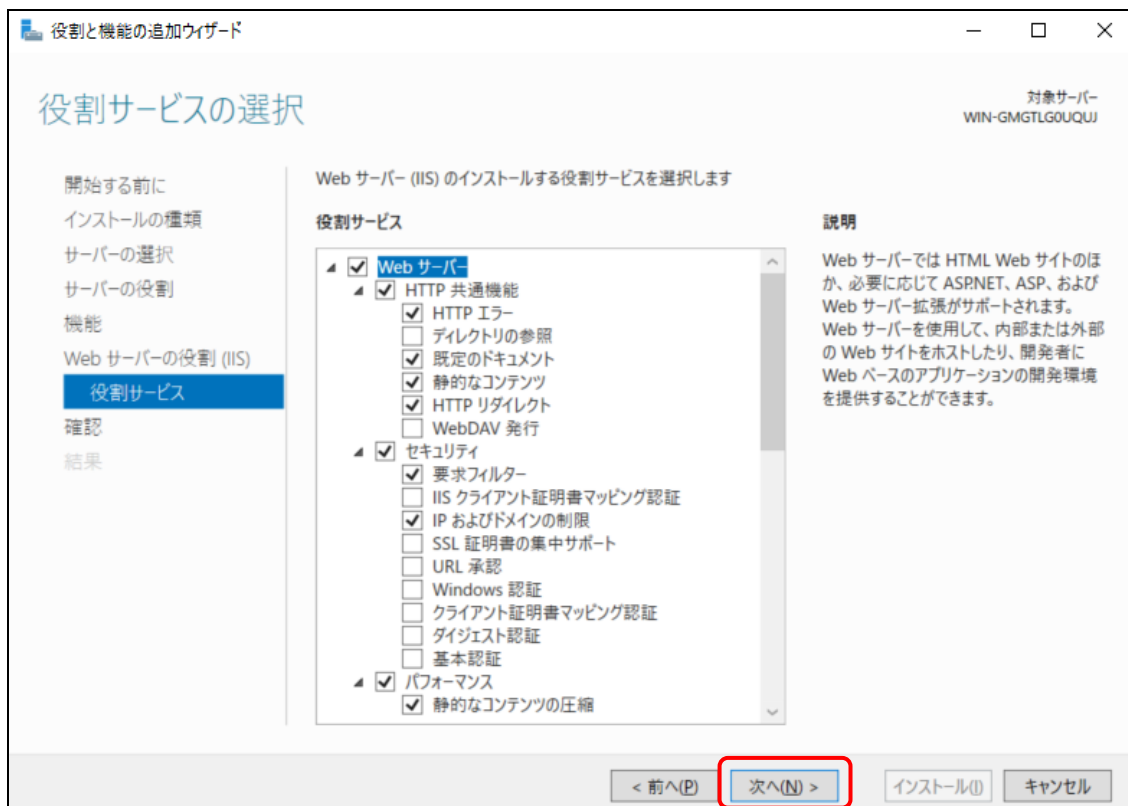 役割と機能の追加ウィザード
役割サービスの選択
対象サーバー
WIN-GMGTLG0UQUJ
開始する前に
インストールの種類
サーバーの選択
サーバーの役割
機能
Web サーバーの役割 (IIS)
役割サービス
確認
結果
Web サーバー (IIS) のインストールする役割サービスを選択します
役割サービス
Web サーバー
HTTP 共通機能
HTTP エラー
ディレクトリの参照
既定のドキュメント
静的なコンテンツ
HTTP リダイレクト
WebDAV 発行
セキュリティ
要求フィルター
IIS クライアント証明書マッピング認証
IP およびドメインの制限
SSL 証明書の集中サポート
URL 承認
Windows 認証
クライアント証明書マッピング認証
ダイジェスト認証
基本認証
パフォーマンス
静的なコンテンツの圧縮
説明
Web サーバーでは HTML Web サイトのほ
か、必要に応じて ASP.NET、ASP、および
Web サーバー拡張がサポートされます。
Web サーバーを使用して、内部または外部
の Web サイトをホストしたり、開発者に
Web ベースのアプリケーションの開発環境
を提供することができます。
< 前へ(P)
次へ(N) >
インストール(I)
キャンセル